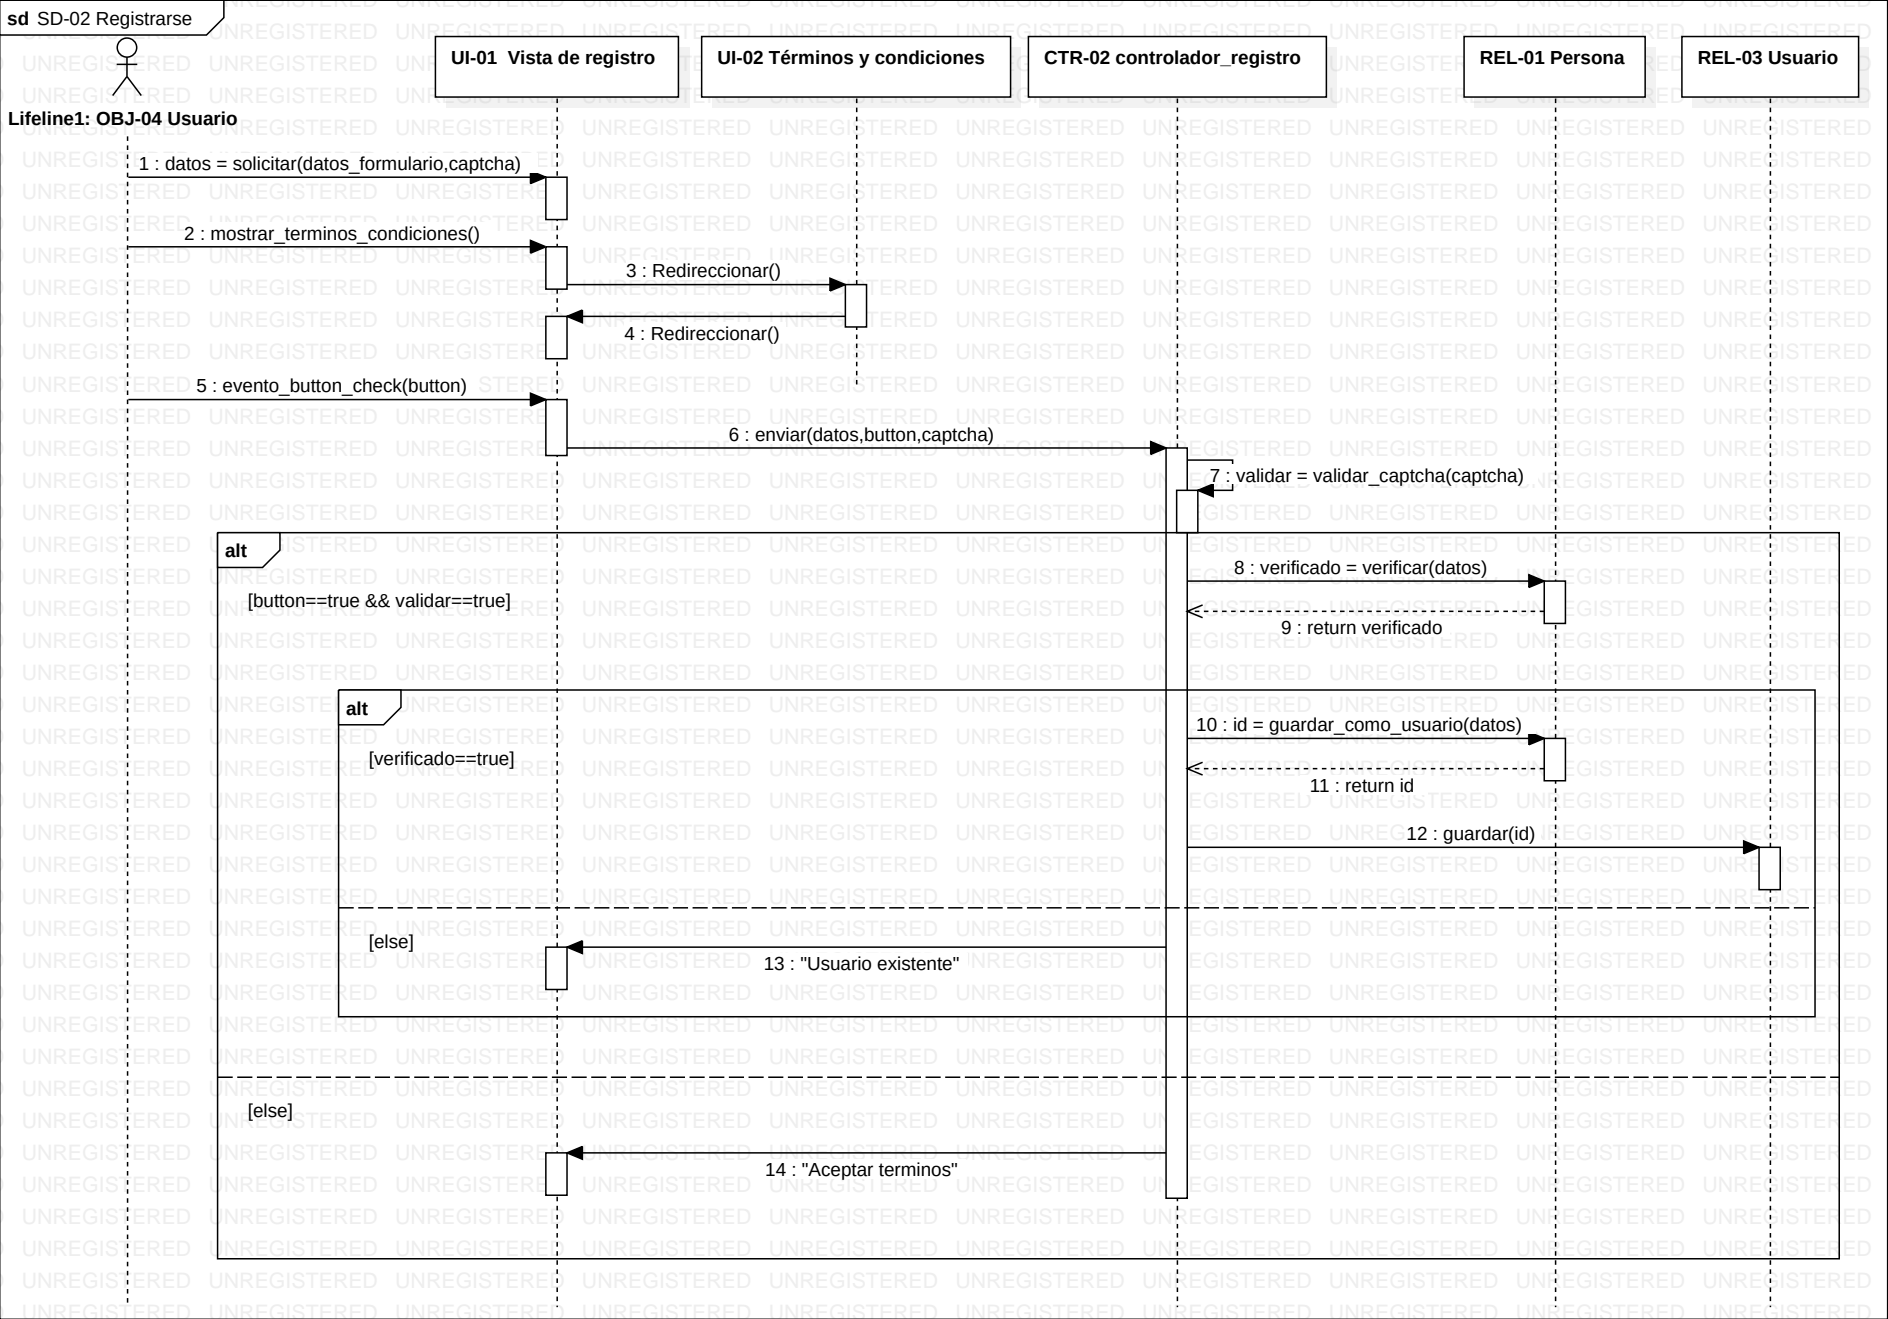 sd SD-02 Registrarse
UI-01 Vista de registro
UI-02 Términos y condiciones
CTR-02 controlador_registro
REL-01 Persona
REL-03 Usuario
Lifeline1: OBJ-04 Usuario
1 : datos = solicitar(datos_formulario,captcha)
2 : mostrar_terminos_condiciones()
3 : Redireccionar()
4 : Redireccionar()
5 : evento_button_check(button)
6 : enviar(datos,button,captcha)
7 : validar = validar_captcha(captcha)
alt
8 : verificado = verificar(datos)
[button==true && validar==true]
9 : return verificado
alt
10 : id = guardar_como_usuario(datos)
[verificado==true]
11 : return id
12 : guardar(id)
[else]
13 : "Usuario existente"
[else]
14 : "Aceptar terminos"
UNREGISTERED